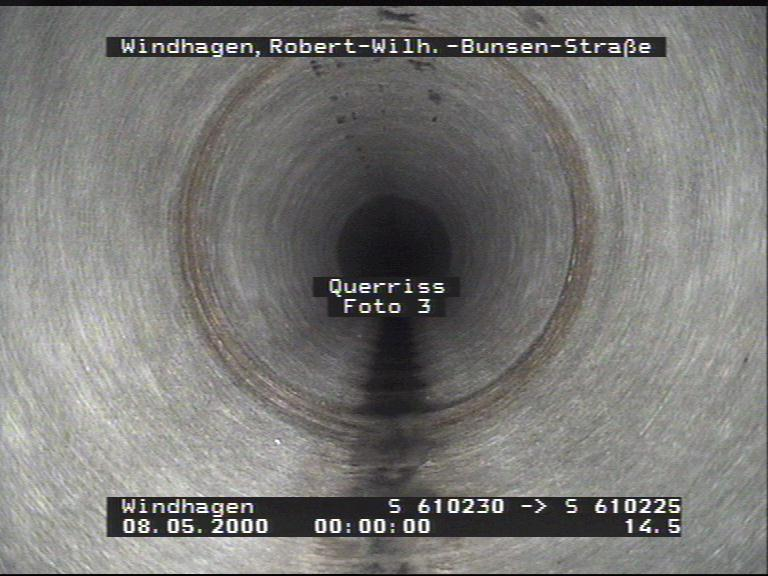 Windhagen, Robert-Wilh.-Bunsen-Straße
Querriss
Foto 3
Windhagen S 610230 -> S 610225
08.05.2000 00:00:00 14.5